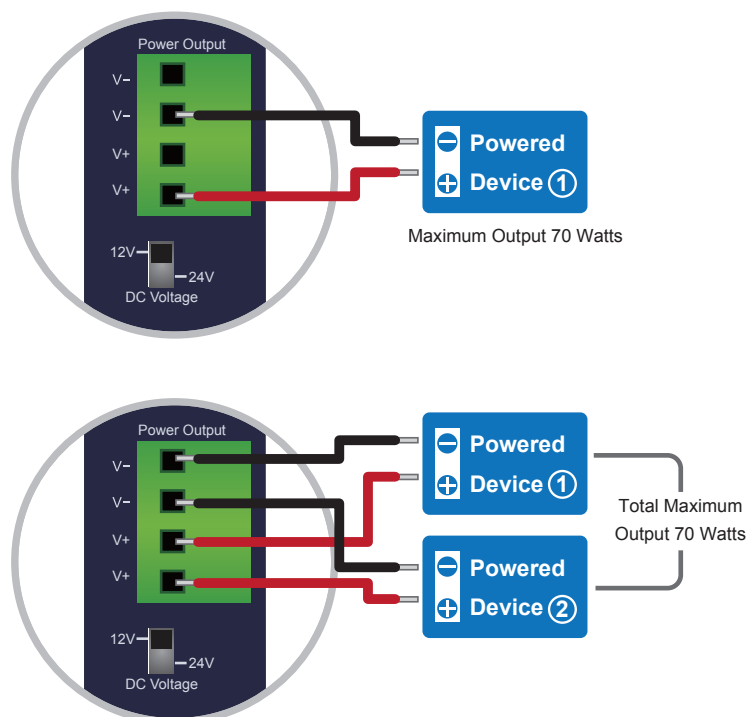 Power Output
V–
V–
V+
V+
12V
24V
DC Voltage
– Powered
+ Device ①
Maximum Output 70 Watts
Power Output
V-
V-
V+
V+
12V
24V
DC Voltage
– Powered
+ Device ①
– Powered
+ Device ②
Total Maximum
Output 70 Watts